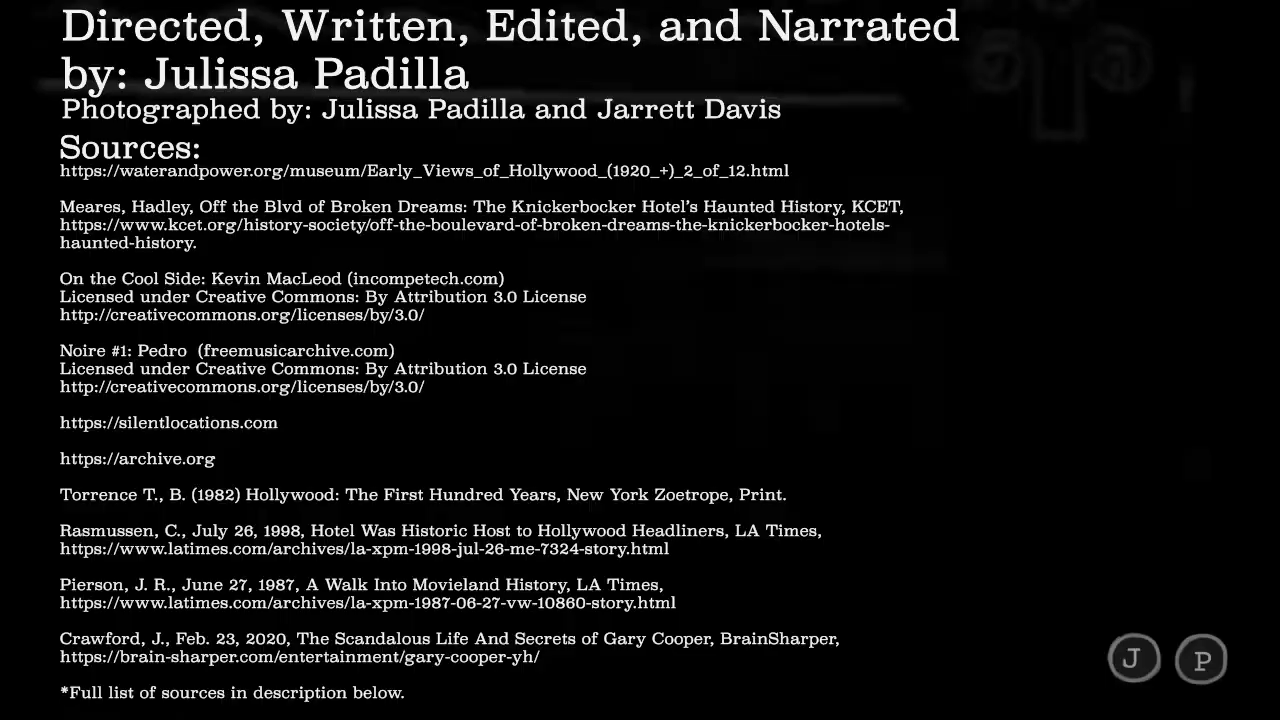 Directed, Written, Edited, and Narrated
by: Julissa Padilla
Photographed by: Julissa Padilla and Jarrett Davis
Sources:
https://waterandpower.org/museum/Early_Views_of_Hollywood_(1920_+)_2_of_12.html
Meares, Hadley, Off the Blvd of Broken Dreams: The Knickerbocker Hotel's Haunted History, KCET,
https://www.kcet.org/history-society/off-the-boulevard-of-broken-dreams-the-knickerbocker-hotels-
haunted-history.
On the Cool Side: Kevin MacLeod (incompetech.com)
Licensed under Creative Commons: By Attribution 3.0 License
http://creativecommons.org/licenses/by/3.0/
Noire #1: Pedro  (freemusicarchive.com)
Licensed under Creative Commons: By Attribution 3.0 License
http://creativecommons.org/licenses/by/3.0/
https://silentlocations.com
https://archive.org
Torrence T., B. (1982) Hollywood: The First Hundred Years, New York Zoetrope, Print.
Rasmussen, C., July 26, 1998, Hotel Was Historic Host to Hollywood Headliners, LA Times,
https://www.latimes.com/archives/la-xpm-1998-jul-26-me-7324-story.html
Pierson, J. R., June 27, 1987, A Walk Into Movieland History, LA Times,
https://www.latimes.com/archives/la-xpm-1987-06-27-vw-10860-story.html
Crawford, J., Feb. 23, 2020, The Scandalous Life And Secrets of Gary Cooper, BrainSharper,
https://brain-sharper.com/entertainment/gary-cooper-yh/
*Full list of sources in description below.
J P